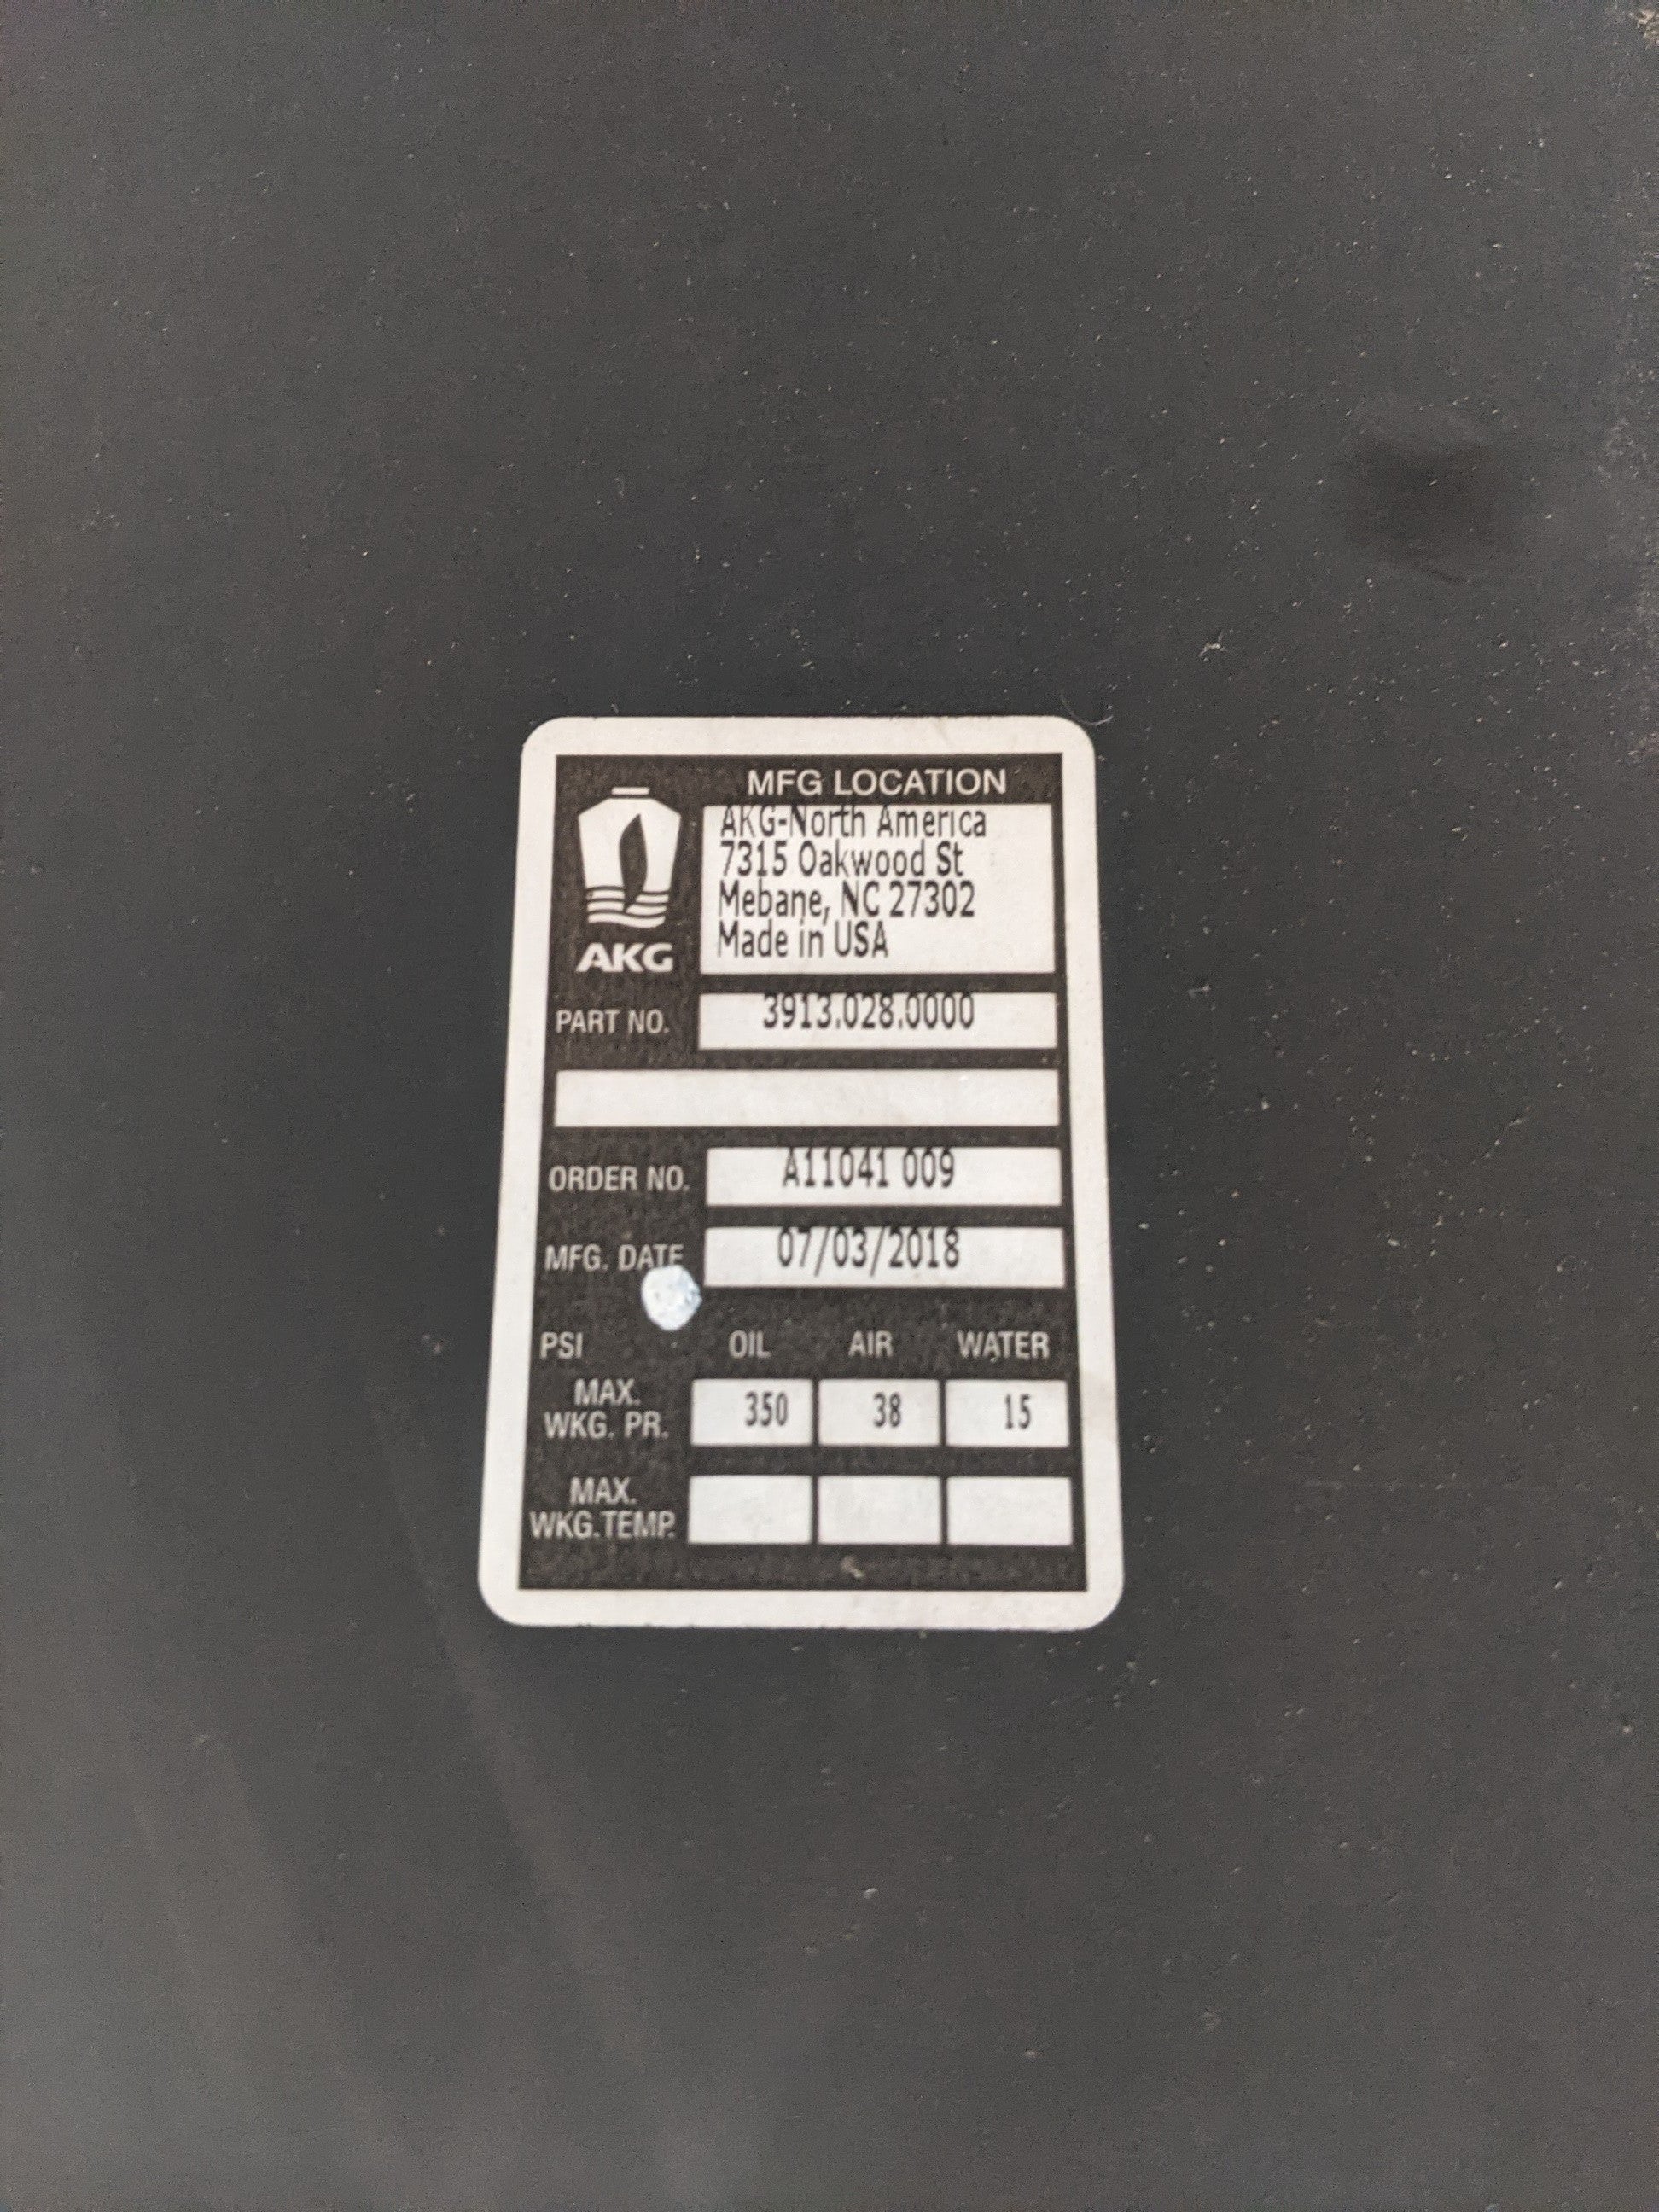 MFG LOCATION
AKG-North America
7315 Oakwood St
Mebane, NC 27302
Made in USA
AKG
PART NO. 3913.028.0000
ORDER NO. A11041 009
MFG. DATE 07/03/2018
PSI OIL AIR WATER
MAX.
WKG. PR. 350 38 15
MAX.
WKG.TEMP.